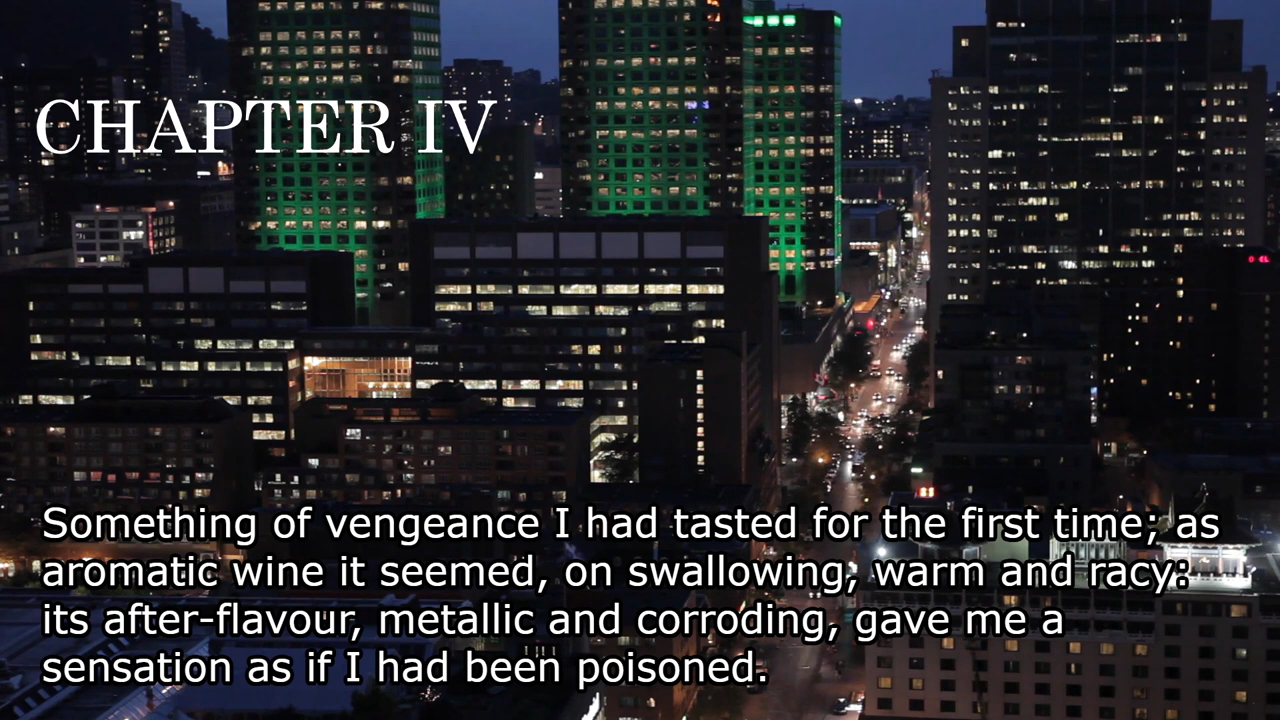 CHAPTER IV
Something of vengeance I had tasted for the first time; as
aromatic wine it seemed, on swallowing, warm and racy:
its after-flavour, metallic and corroding, gave me a
sensation as if I had been poisoned.